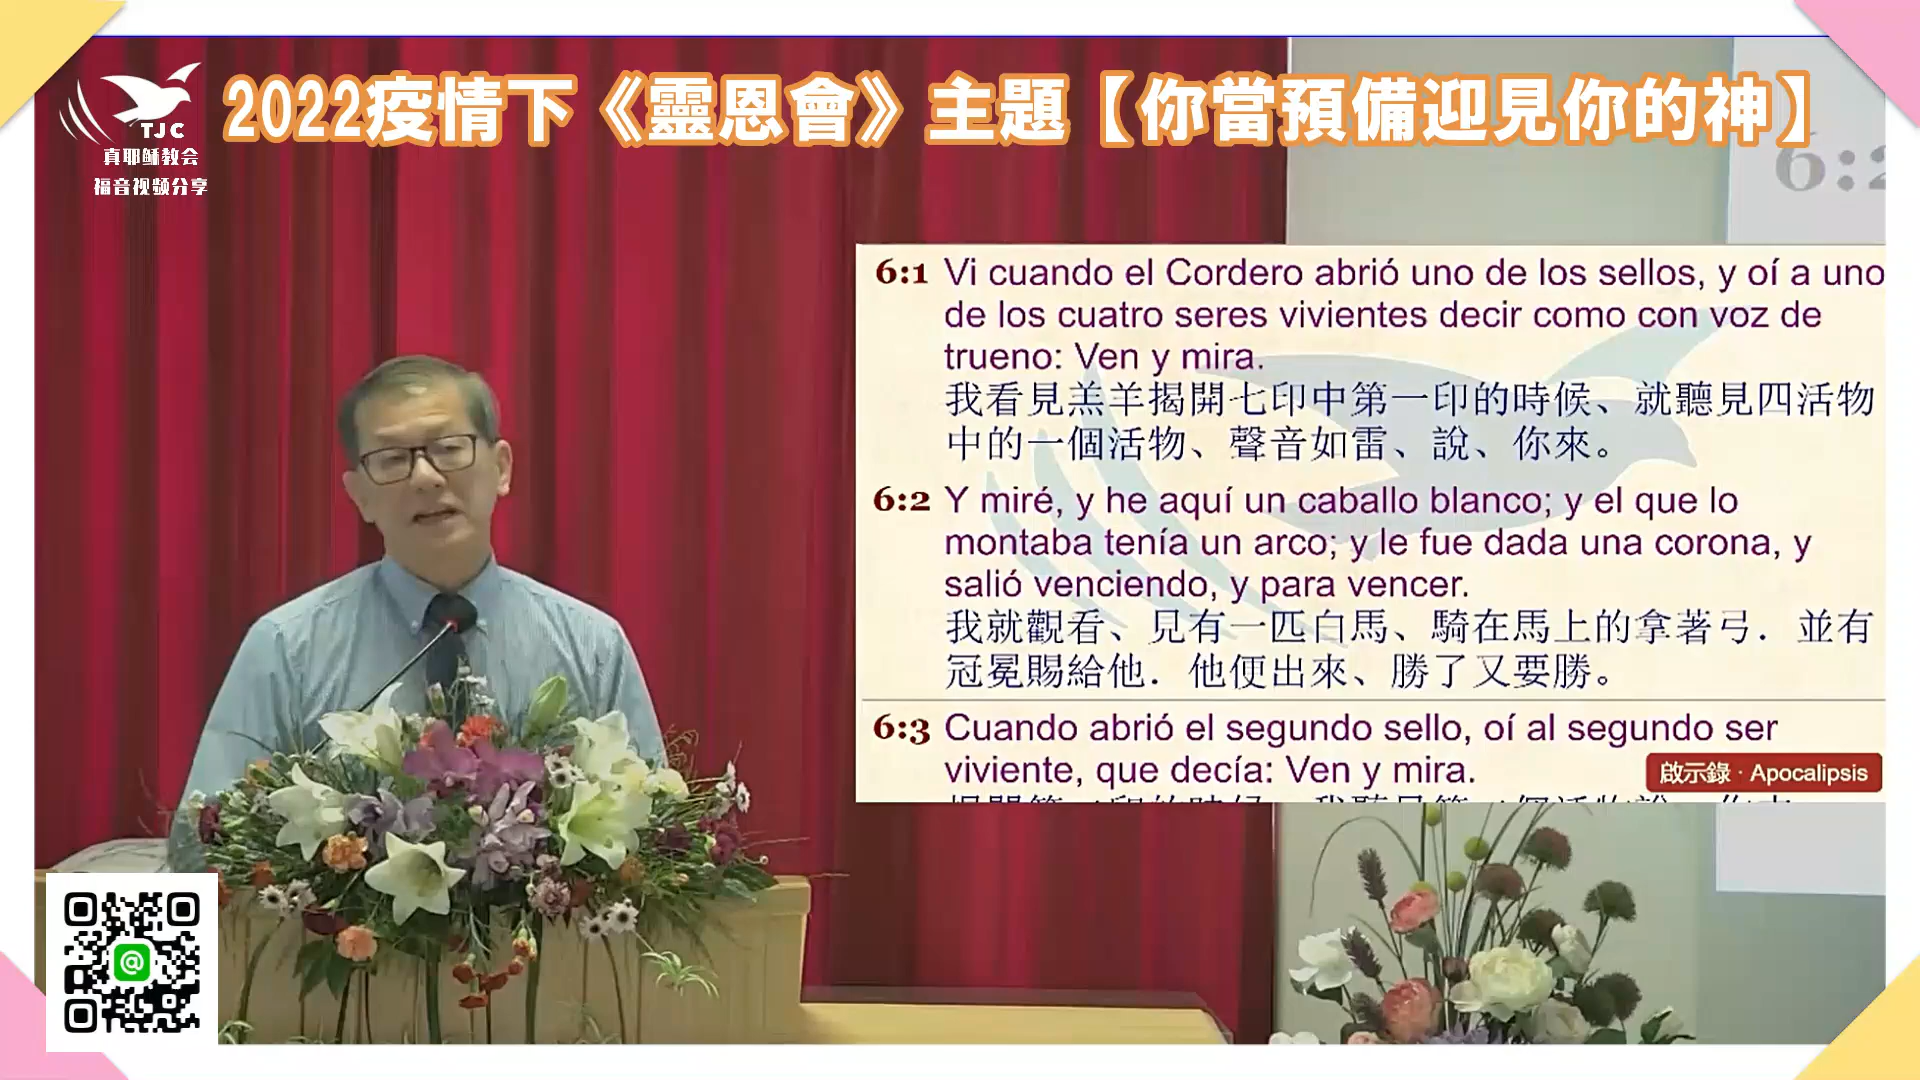 2022疫情下《靈恩會》主題【你當預備迎見你的神】
TJC
真耶穌教会
福音视频分享
6:2
6:1 Vi cuando el Cordero abrió uno de los sellos, y oí a uno
de los cuatro seres vivientes decir como con voz de
trueno: Ven y mira.
我看見羔羊揭開七印中第一印的時候、就聽見四活物
中的一個活物、聲音如雷、說、你來。
6:2 Y miré, y he aquí un caballo blanco; y el que lo
montaba tenía un arco; y le fue dada una corona, y
salió venciendo, y para vencer.
我就觀看、見有一匹白馬、騎在馬上的拿著弓．並有
冠冕賜給他．他便出來、勝了又要勝。
6:3 Cuando abrió el segundo sello, oí al segundo ser
viviente, que decía: Ven y mira.
啟示錄 · Apocalipsis